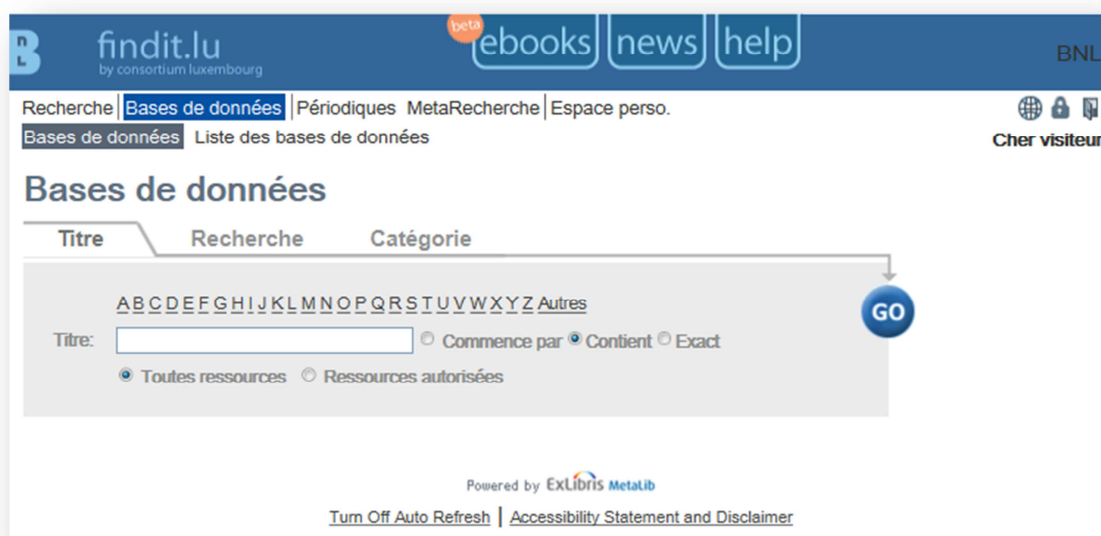 B
n
L
findit.lu
by consortium luxembourg
beta
ebooks news help
BNL
Recherche Bases de données Périodiques MetaRecherche Espace perso.
Bases de données Liste des bases de données
Cher visiteur
Bases de données
Titre Recherche Catégorie
A B C D E F G H I J K L M N O P Q R S T U V W X Y Z Autres
GO
Titre: Commence par Contient Exact
Toutes ressources Ressources autorisées
Powered by ExLibris MetaLib
Turn Off Auto Refresh | Accessibility Statement and Disclaimer